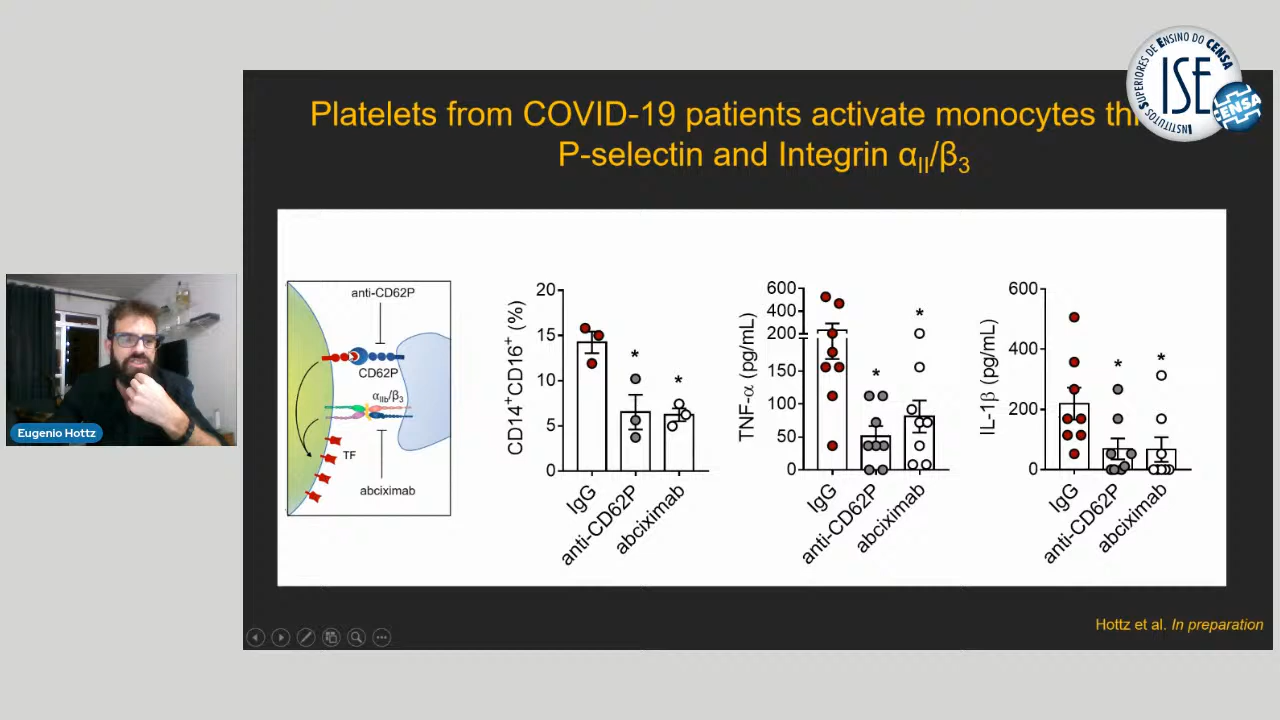 Platelets from COVID-19 patients activate monocytes th
P-selectin and Integrin αII/β3
INSTITUTOS SUPERIORES DE ENSINO DO CENSA
ISE
CENSA
anti-CD62P
CD62P
αIIb/β3
TF
abciximab
CD14+CD16+ (%)
20
15
10
5
0
*
*
IgG
anti-CD62P
abciximab
TNF-α (pg/mL)
600
400
200
150
100
50
0
*
*
IgG
anti-CD62P
abciximab
IL-1β (pg/mL)
600
400
200
0
*
*
IgG
anti-CD62P
abciximab
Eugenio Hottz
Hottz et al. In preparation